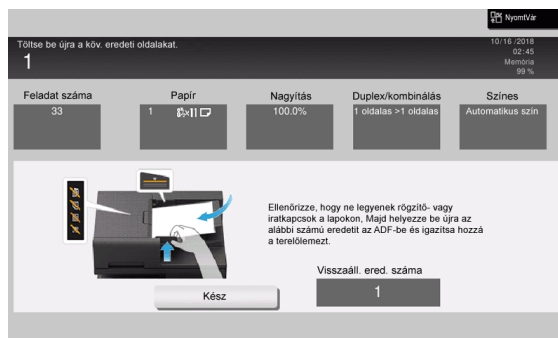 NyomtVár
Töltse be újra a köv. eredeti oldalakat.
1
10/16 /2018
02:45
Memória
99 %
Feladat száma
Papír
Nagyítás
Duplex/kombinálás
Színes
33
1
100.0%
1 oldalas >1 oldalas
Automatikus szín
Ellenőrizze, hogy ne legyenek rögzítő- vagy
iratkapcsok a lapokon, Majd helyezze be újra az
alábbi számú eredetit az ADF-be és igazítsa hozzá
a terelőlemezt.
Visszaáll. ered. száma
1
Kész